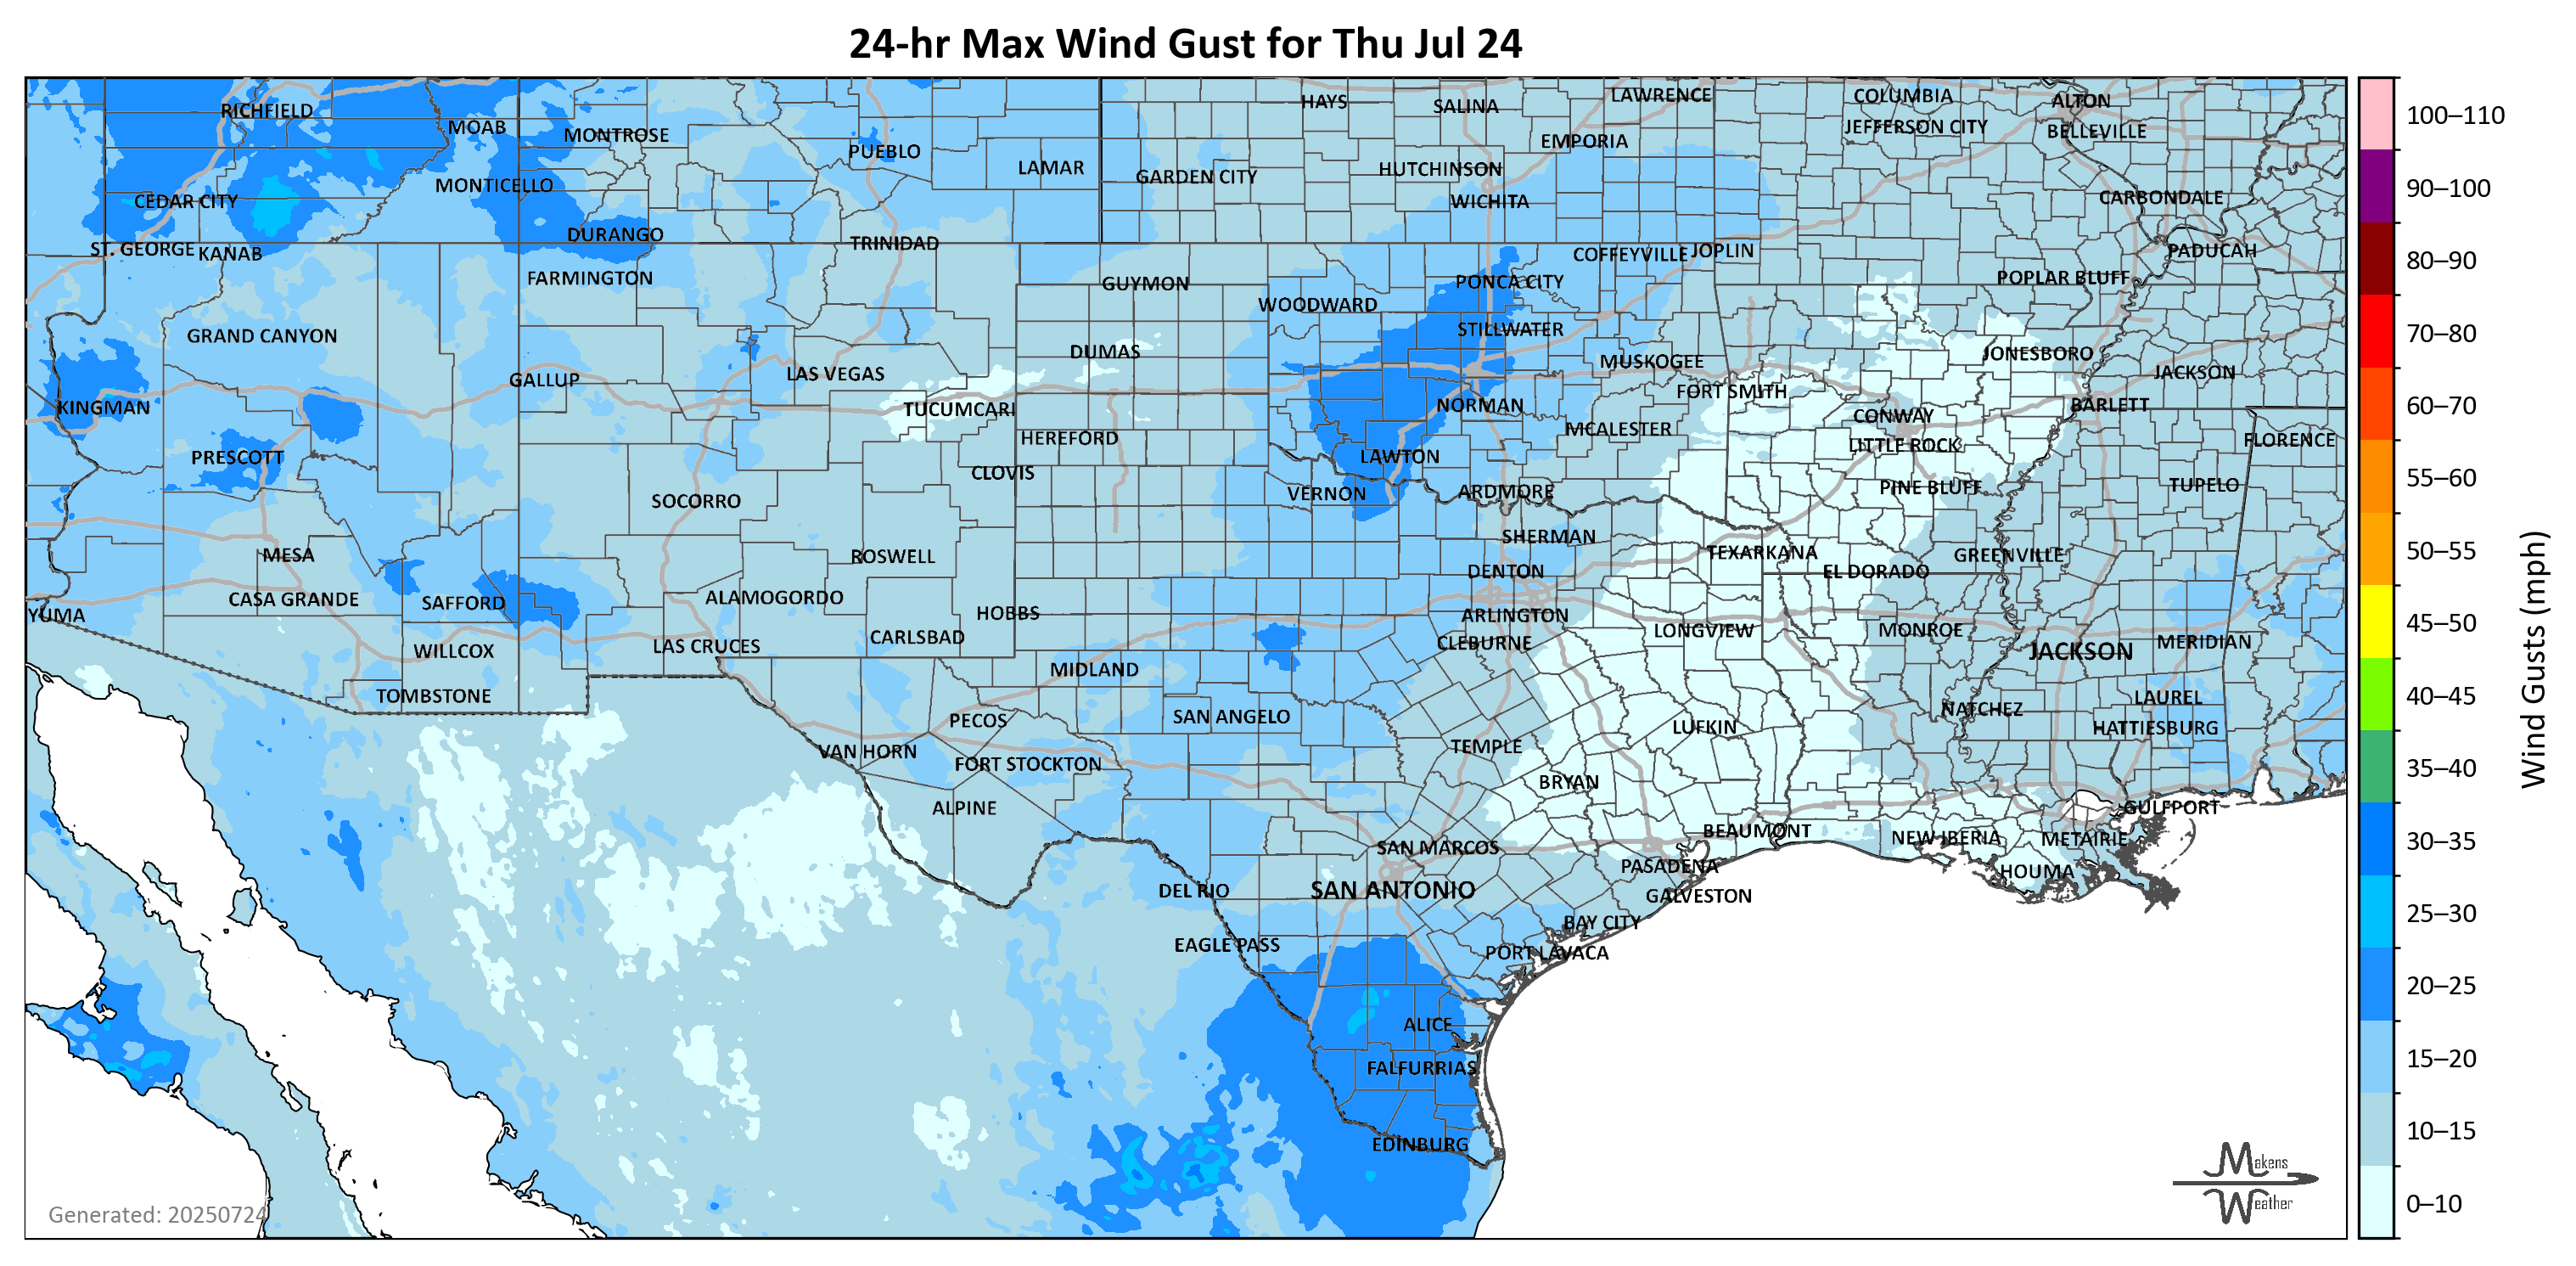 24-hr Max Wind Gust for Thu Jul 24
RICHFIELD
MOAB
MONTROSE
PUEBLO
LAMAR
HAYS
SALINA
LAWRENCE
COLUMBIA
ALTON
EMPORIA
JEFFERSON CITY
BELLEVILLE
GARDEN CITY
HUTCHINSON
MONTICELLO
CEDAR CITY
WICHITA
CARBONDALE
DURANGO
TRINIDAD
ST. GEORGE
KANAB
COFFEYVILLE
JOPLIN
PADUCAH
FARMINGTON
GUYMON
PONCA CITY
POPLAR BLUFF
WOODWARD
GRAND CANYON
STILLWATER
DUMAS
MUSKOGEE
JONESBORO
GALLUP
LAS VEGAS
JACKSON
FORT SMITH
KINGMAN
TUCUMCARI
NORMAN
CONWAY
BARLETT
HEREFORD
MCALESTER
LITTLE ROCK
FLORENCE
PRESCOTT
CLOVIS
LAWTON
SOCORRO
VERNON
ARDMORE
PINE BLUFF
TUPELO
MESA
ROSWELL
SHERMAN
TEXARKANA
GREENVILLE
DENTON
EL DORADO
CASA GRANDE
SAFFORD
ALAMOGORDO
HOBBS
YUMA
ARLINGTON
WILLCOX
LAS CRUCES
CARLSBAD
CLEBURNE
LONGVIEW
MONROE
JACKSON
MERIDIAN
MIDLAND
TOMBSTONE
LAUREL
PECOS
SAN ANGELO
NATCHEZ
VAN HORN
FORT STOCKTON
TEMPLE
LUFKIN
HATTIESBURG
ALPINE
BRYAN
GULFPORT
BEAUMONT
NEW IBERIA
METAIRIE
SAN MARCOS
PASADENA
HOUMA
DEL RIO
SAN ANTONIO
GALVESTON
BAY CITY
EAGLE PASS
PORT LAVACA
ALICE
FALFURRIAS
EDINBURG
Generated: 20250724
Makens
Weather
100–110
90–100
80–90
70–80
60–70
55–60
50–55
45–50
40–45
35–40
30–35
25–30
20–25
15–20
10–15
0–10
Wind Gusts (mph)